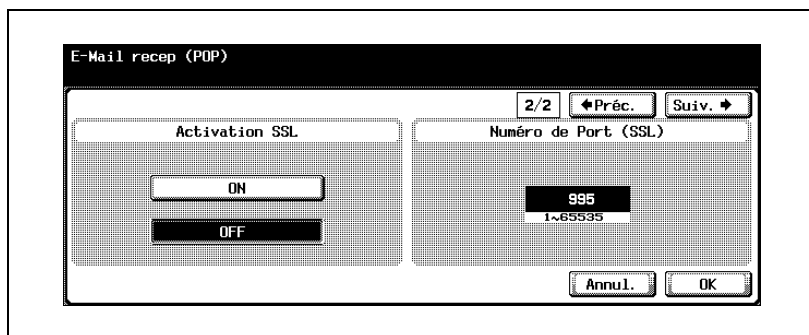 E-Mail recep (POP)
2/2 ←Préc. Suiv. →
Activation SSL
Numéro de Port (SSL)
ON
OFF
995
1~65535
Annul. OK